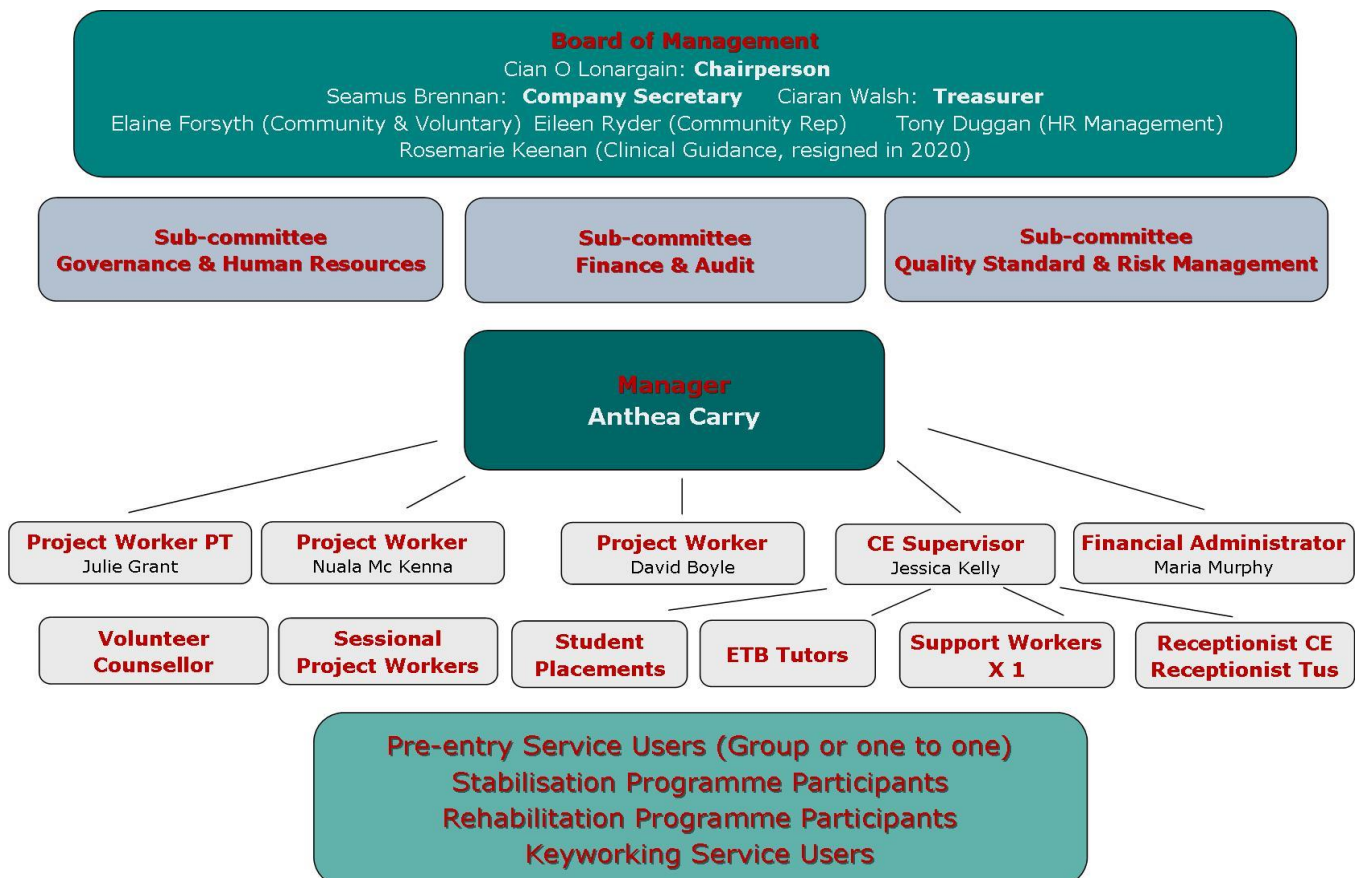 Board of Management
Cian O Lonargain: Chairperson
Seamus Brennan: Company Secretary Ciaran Walsh: Treasurer
Elaine Forsyth (Community & Voluntary) Eileen Ryder (Community Rep) Tony Duggan (HR Management)
Rosemarie Keenan (Clinical Guidance, resigned in 2020)
Sub-committee
Governance & Human Resources
Sub-committee
Finance & Audit
Sub-committee
Quality Standard & Risk Management
Manager
Anthea Carry
Project Worker PT
Julie Grant
Project Worker
Nuala Mc Kenna
Project Worker
David Boyle
CE Supervisor
Jessica Kelly
Financial Administrator
Maria Murphy
Volunteer
Counsellor
Sessional
Project Workers
Student
Placements
ETB Tutors
Support Workers
X 1
Receptionist CE
Receptionist Tus
Pre-entry Service Users (Group or one to one)
Stabilisation Programme Participants
Rehabilitation Programme Participants
Keyworking Service Users